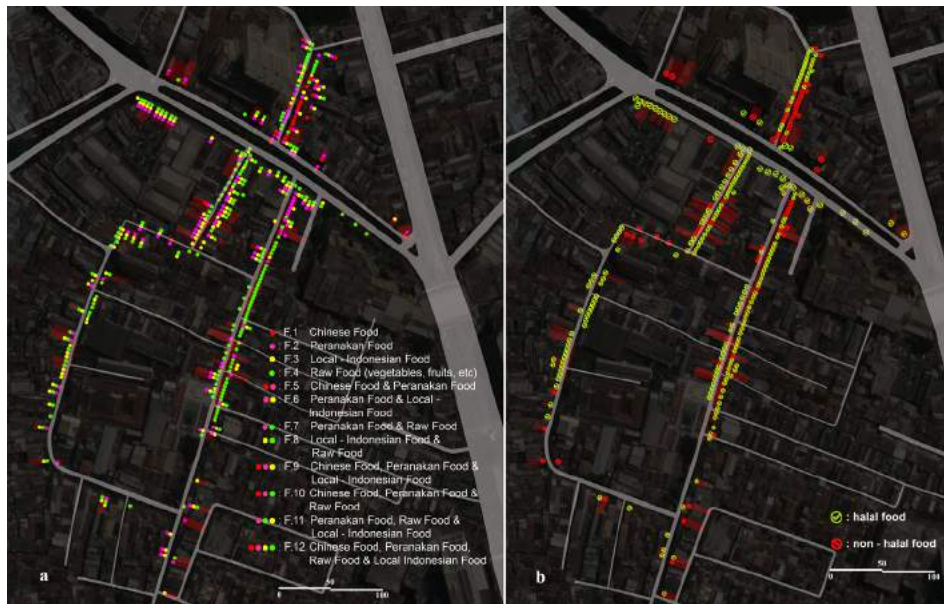 F.1 Chinese Food
F.2 Peranakan Food
F.3 Local - Indonesian Food
F.4 Raw Food (vegetables, fruits, etc)
F.5 Chinese Food & Peranakan Food
F.6 Peranakan Food & Local -
Indonesian Food
F.7 Peranakan Food & Raw Food
F.8 Local - Indonesian Food &
Raw Food
F.9 Chinese Food, Peranakan Food &
Local - Indonesian Food
F.10 Chinese Food, Peranakan Food &
Raw Food
F.11 Peranakan Food, Raw Food &
Local - Indonesian Food
F.12 Chinese Food, Peranakan Food,
Raw Food & Local Indonesian Food
a
0 50 100
: halal food
: non - halal food
b
0 50 100